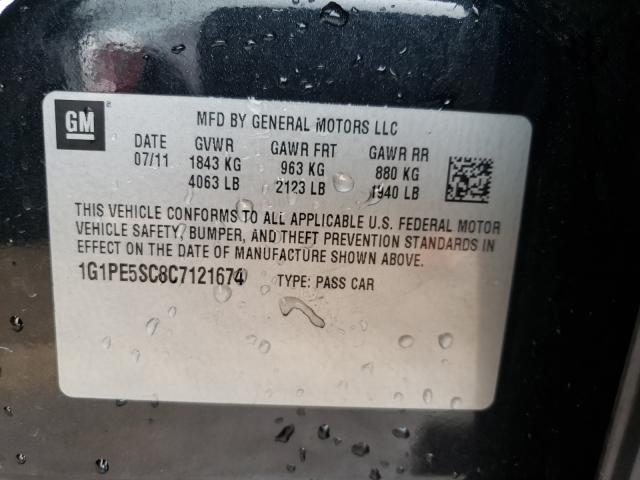 GM
MFD BY GENERAL MOTORS LLC
DATE GVWR GAWR FRT GAWR RR
07/11 1843 KG 963 KG 880 KG
4063 LB 2123 LB 1940 LB
THIS VEHICLE CONFORMS TO ALL APPLICABLE U.S. FEDERAL MOTOR
VEHICLE SAFETY, BUMPER, AND THEFT PREVENTION STANDARDS IN
EFFECT ON THE DATE OF MANUFACTURE SHOWN ABOVE.
1G1PE5SC8C7121674 TYPE: PASS CAR